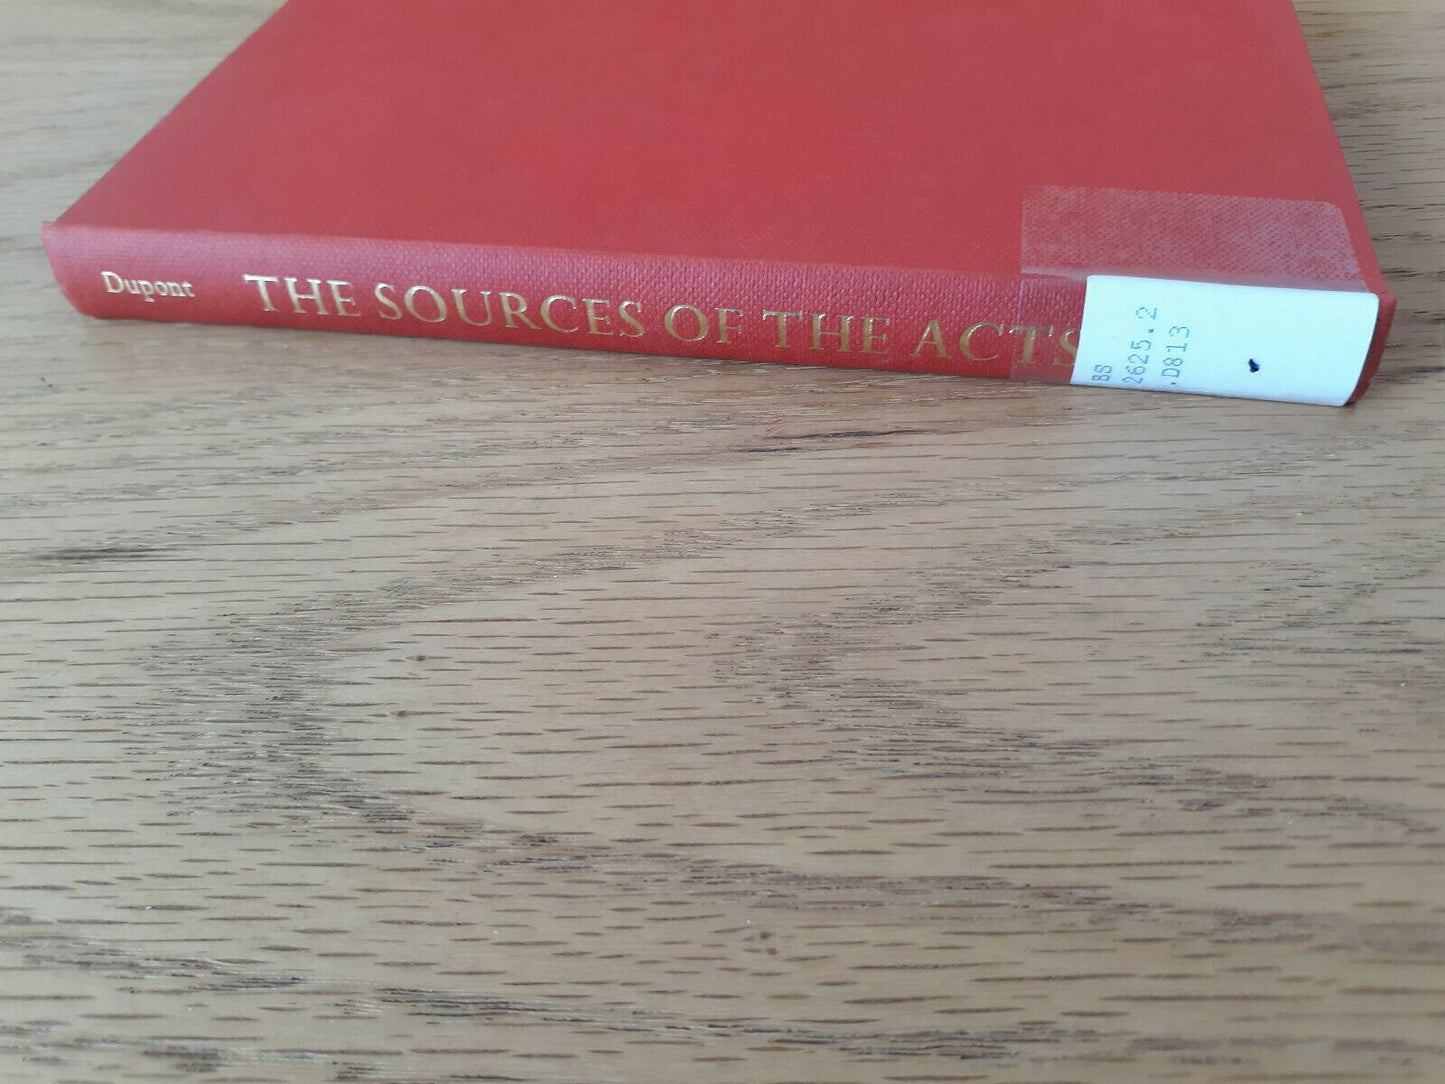 Dupont
THE SOURCES OF THE ACTS
BS
2625.2
.D813